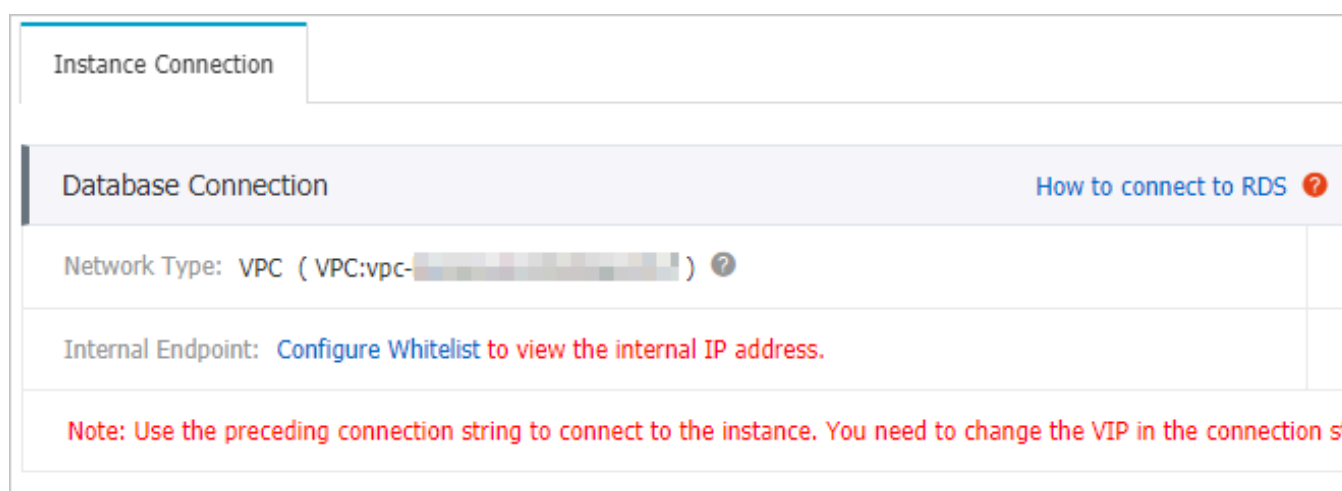 Instance Connection
Database Connection How to connect to RDS
Network Type: VPC ( VPC:vpc- )
Internal Endpoint: Configure Whitelist to view the internal IP address.
Note: Use the preceding connection string to connect to the instance. You need to change the VIP in the connection